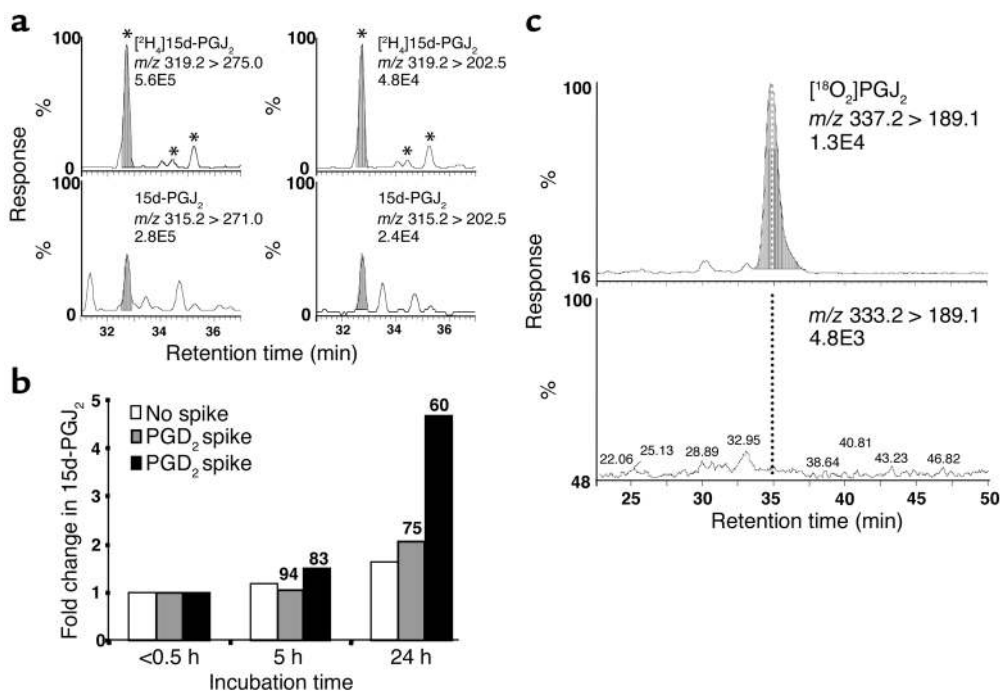 a
100
Response
%
0
*
[²H₄]15d-PGJ₂
m/z 319.2 > 275.0
5.6E5
*
*
100
%
0
*
[²H₄]15d-PGJ₂
m/z 319.2 > 202.5
4.8E4
*
*
100
%
0
15d-PGJ₂
m/z 315.2 > 271.0
2.8E5
32 34 36
100
%
0
15d-PGJ₂
m/z 315.2 > 202.5
2.4E4
32 34 36
Retention time (min)
b
Fold change in 15d-PGJ₂
5
4
3
2
1
0
No spike
PGD₂ spike
PGD₂ spike
94
83
75
60
<0.5 h 5 h 24 h
Incubation time
c
100
%
16
Response
[¹⁸O₂]PGJ₂
m/z 337.2 > 189.1
1.3E4
100
%
48
m/z 333.2 > 189.1
4.8E3
22.06 25.13 28.89 32.95 38.64 40.81 43.23 46.82
25 30 35 40 45 50
Retention time (min)